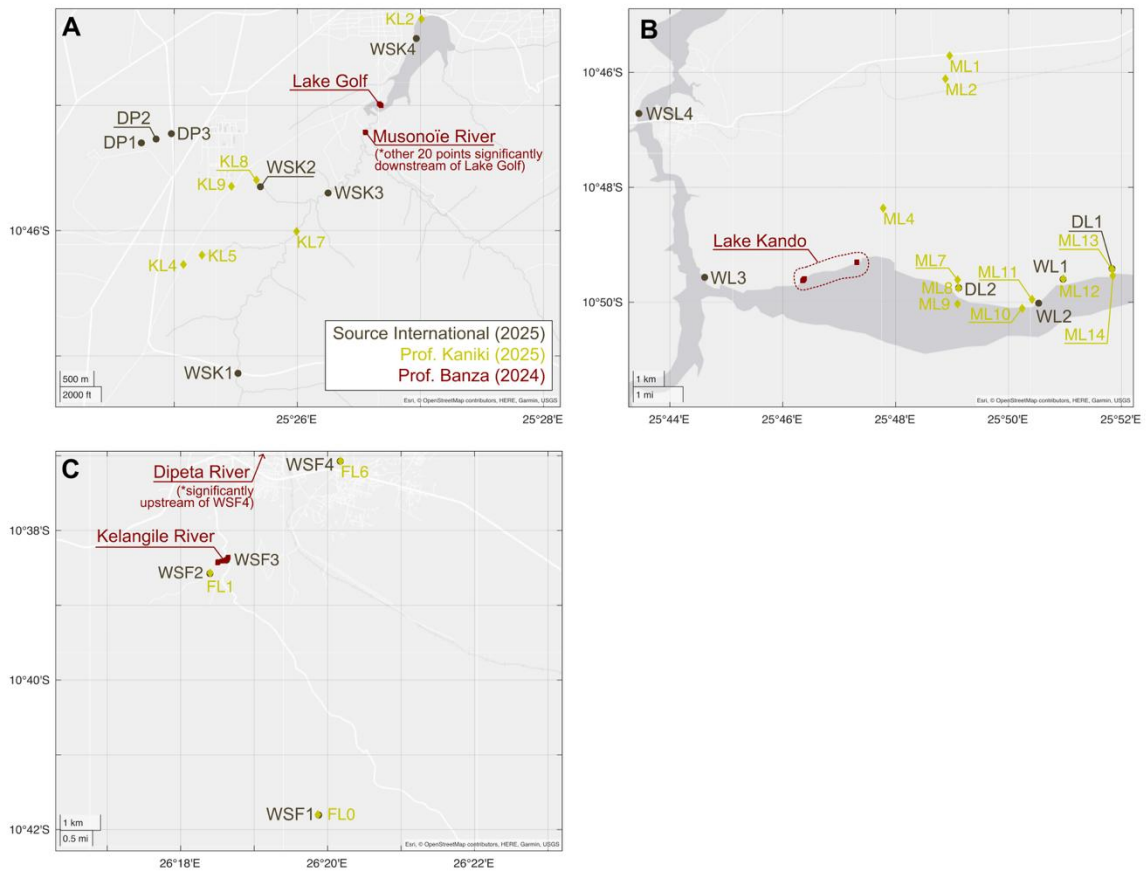 A
KL2
WSK4
Lake Golf
DP2
DP3
DP1
Musonoïe River
(*other 20 points significantly
downstream of Lake Golf)
KL8
WSK2
KL9
WSK3
10°46'S
KL7
KL5
KL4
Source International (2025)
Prof. Kaniki (2025)
Prof. Banza (2024)
WSK1
500 m
2000 ft
Esri, © OpenStreetMap contributors, HERE, Garmin, USGS
25°26'E
25°28'E
B
ML1
10°46'S
ML2
WSL4
10°48'S
ML4
DL1
Lake Kando
ML13
ML7
ML11
WL1
WL3
ML8
DL2
ML12
10°50'S
ML9
WL2
ML10
ML14
1 km
1 mi
Esri, © OpenStreetMap contributors, HERE, Garmin, USGS
25°44'E
25°46'E
25°48'E
25°50'E
25°52'E
C
Dipeta River
(*significantly
upstream of WSF4)
WSF4
FL6
10°38'S
Kelangile River
WSF3
WSF2
FL1
10°40'S
WSF1
FL0
10°42'S
1 km
0.5 mi
Esri, © OpenStreetMap contributors, HERE, Garmin, USGS
26°18'E
26°20'E
26°22'E